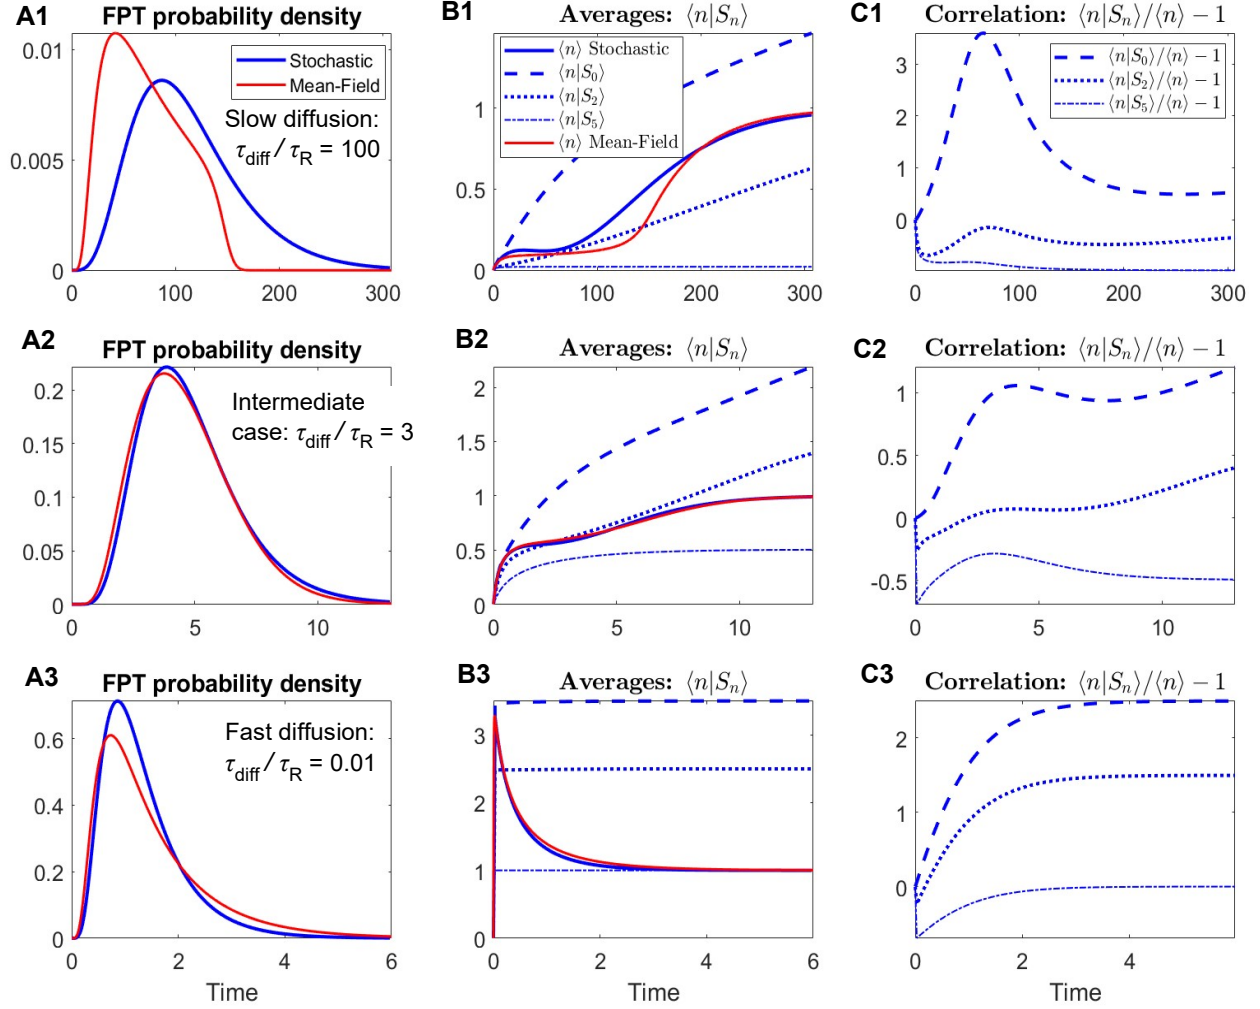 A1
FPT probability density
0.01
0.005
0
Stochastic
Mean-Field
Slow diffusion:
τdiff / τR = 100
0 100 200 300
B1
Averages: ⟨n|Sn⟩
1
0.5
0
⟨n⟩ Stochastic
⟨n|S0⟩
⟨n|S2⟩
⟨n|S5⟩
⟨n⟩ Mean-Field
0 100 200 300
C1
Correlation: ⟨n|Sn⟩/⟨n⟩ − 1
3
2
1
0
⟨n|S0⟩/⟨n⟩ − 1
⟨n|S2⟩/⟨n⟩ − 1
⟨n|S5⟩/⟨n⟩ − 1
0 100 200 300
A2
FPT probability density
0.2
0.15
0.1
0.05
0
Intermediate
case: τdiff / τR = 3
0 5 10
B2
Averages: ⟨n|Sn⟩
2
1.5
1
0.5
0
0 5 10
C2
Correlation: ⟨n|Sn⟩/⟨n⟩ − 1
1
0.5
0
-0.5
0 5 10
A3
FPT probability density
0.6
0.4
0.2
0
Fast diffusion:
τdiff / τR = 0.01
0 2 4 6
Time
B3
Averages: ⟨n|Sn⟩
3
2
1
0
0 2 4 6
Time
C3
Correlation: ⟨n|Sn⟩/⟨n⟩ − 1
2
1
0
0 2 4
Time